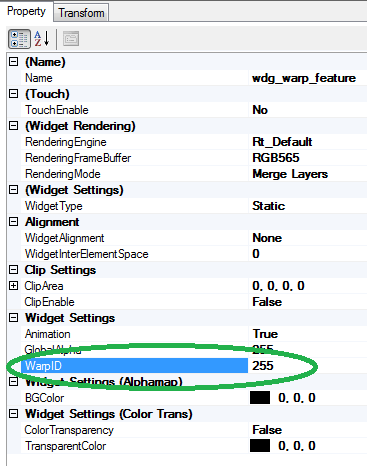 Property Transform
(Name)
Name wdg_warp_feature
(Touch)
TouchEnable No
(Widget Rendering)
RenderingEngine Rt_Default
RenderingFrameBuffer RGB565
RenderingMode Merge Layers
(Widget Settings)
WidgetType Static
Alignment
WidgetAlignment None
WidgetInterElementSpace 0
Clip Settings
ClipArea 0, 0, 0, 0
ClipEnable False
Widget Settings
Animation True
GlobalAlpha 255
WarpID 255
Widget Settings (Alphamap)
BGColor 0, 0, 0
Widget Settings (Color Trans)
ColorTransparency False
TransparentColor 0, 0, 0